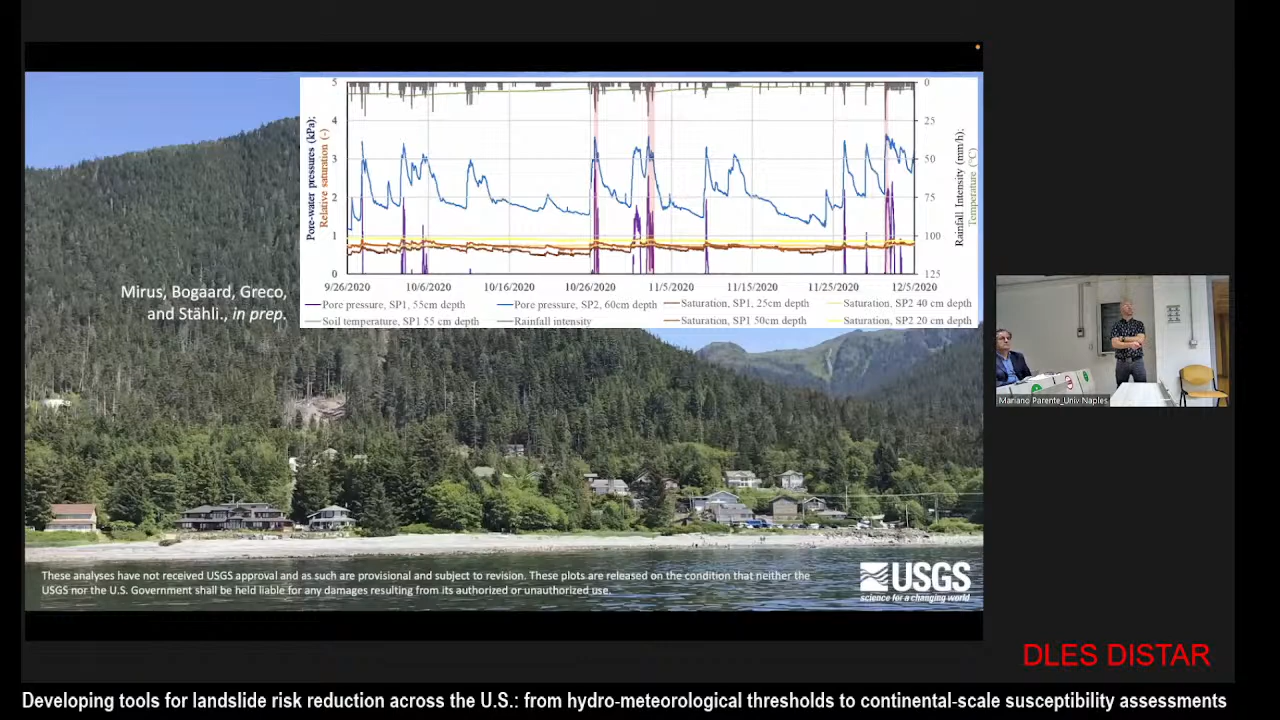 5
4
3
2
1
0
Pore-water pressures (kPa);
Relative saturation (-)
0
25
50
75
100
125
Rainfall Intensity (mm/h);
Temperature (°C)
9/26/2020 10/6/2020 10/16/2020 10/26/2020 11/5/2020 11/15/2020 11/25/2020 12/5/2020
Pore pressure, SP1, 55cm depth Pore pressure, SP2, 60cm depth Saturation, SP1, 25cm depth Saturation, SP2 40 cm depth
Soil temperature, SP1 55 cm depth Rainfall intensity Saturation, SP1 50cm depth Saturation, SP2 20 cm depth
Mirus, Bogaard, Greco,
and Stähli., in prep.
Mariano Parente_Univ Naples
These analyses have not received USGS approval and as such are provisional and subject to revision. These plots are released on the condition that neither the
USGS nor the U.S. Government shall be held liable for any damages resulting from its authorized or unauthorized use.
USGS
science for a changing world
DLES DISTAR
Developing tools for landslide risk reduction across the U.S.: from hydro-meteorological thresholds to continental-scale susceptibility assessments